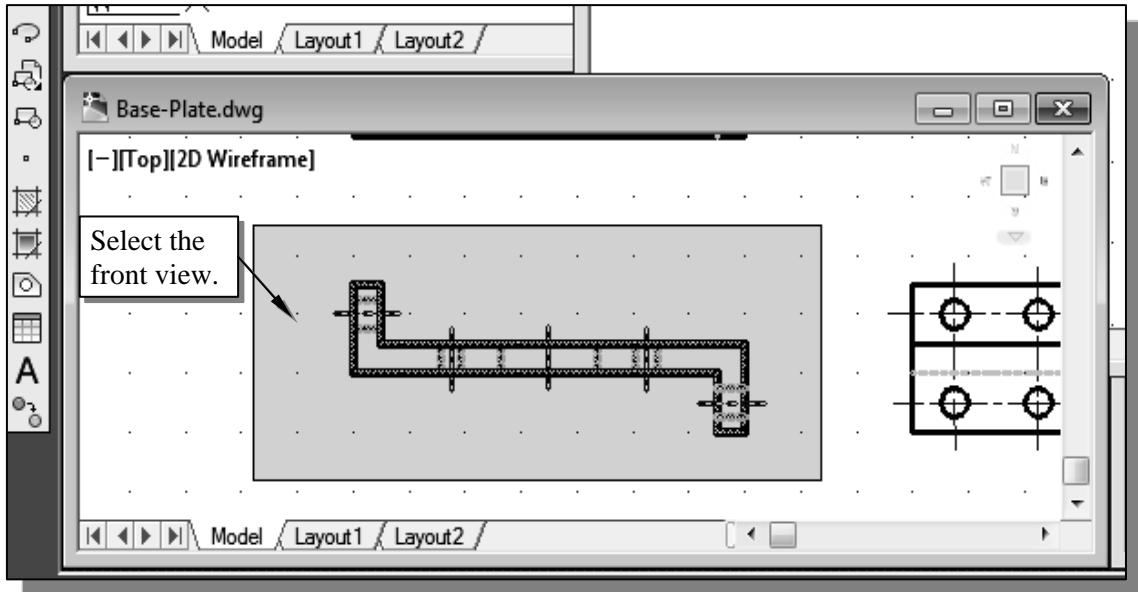 Model Layout1 Layout2
Base-Plate.dwg
[−][Top][2D Wireframe]
Select the
front view.
A
Model Layout1 Layout2